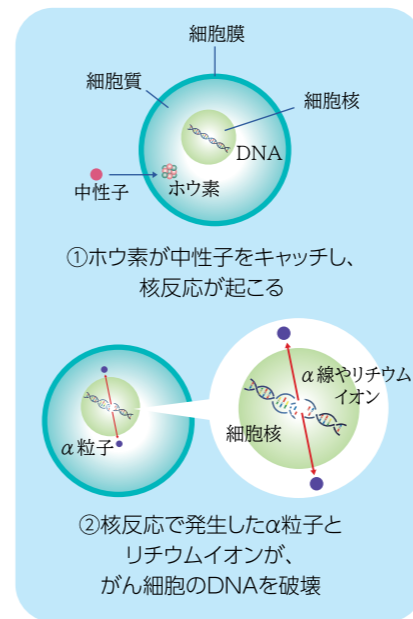 細胞膜
細胞質
細胞核
DNA
中性子
ホウ素
①ホウ素が中性子をキャッチし、
核反応が起こる
α粒子
α線やリチウム
イオン
細胞核
②核反応で発生したα粒子と
リチウムイオンが、
がん細胞のDNAを破壊